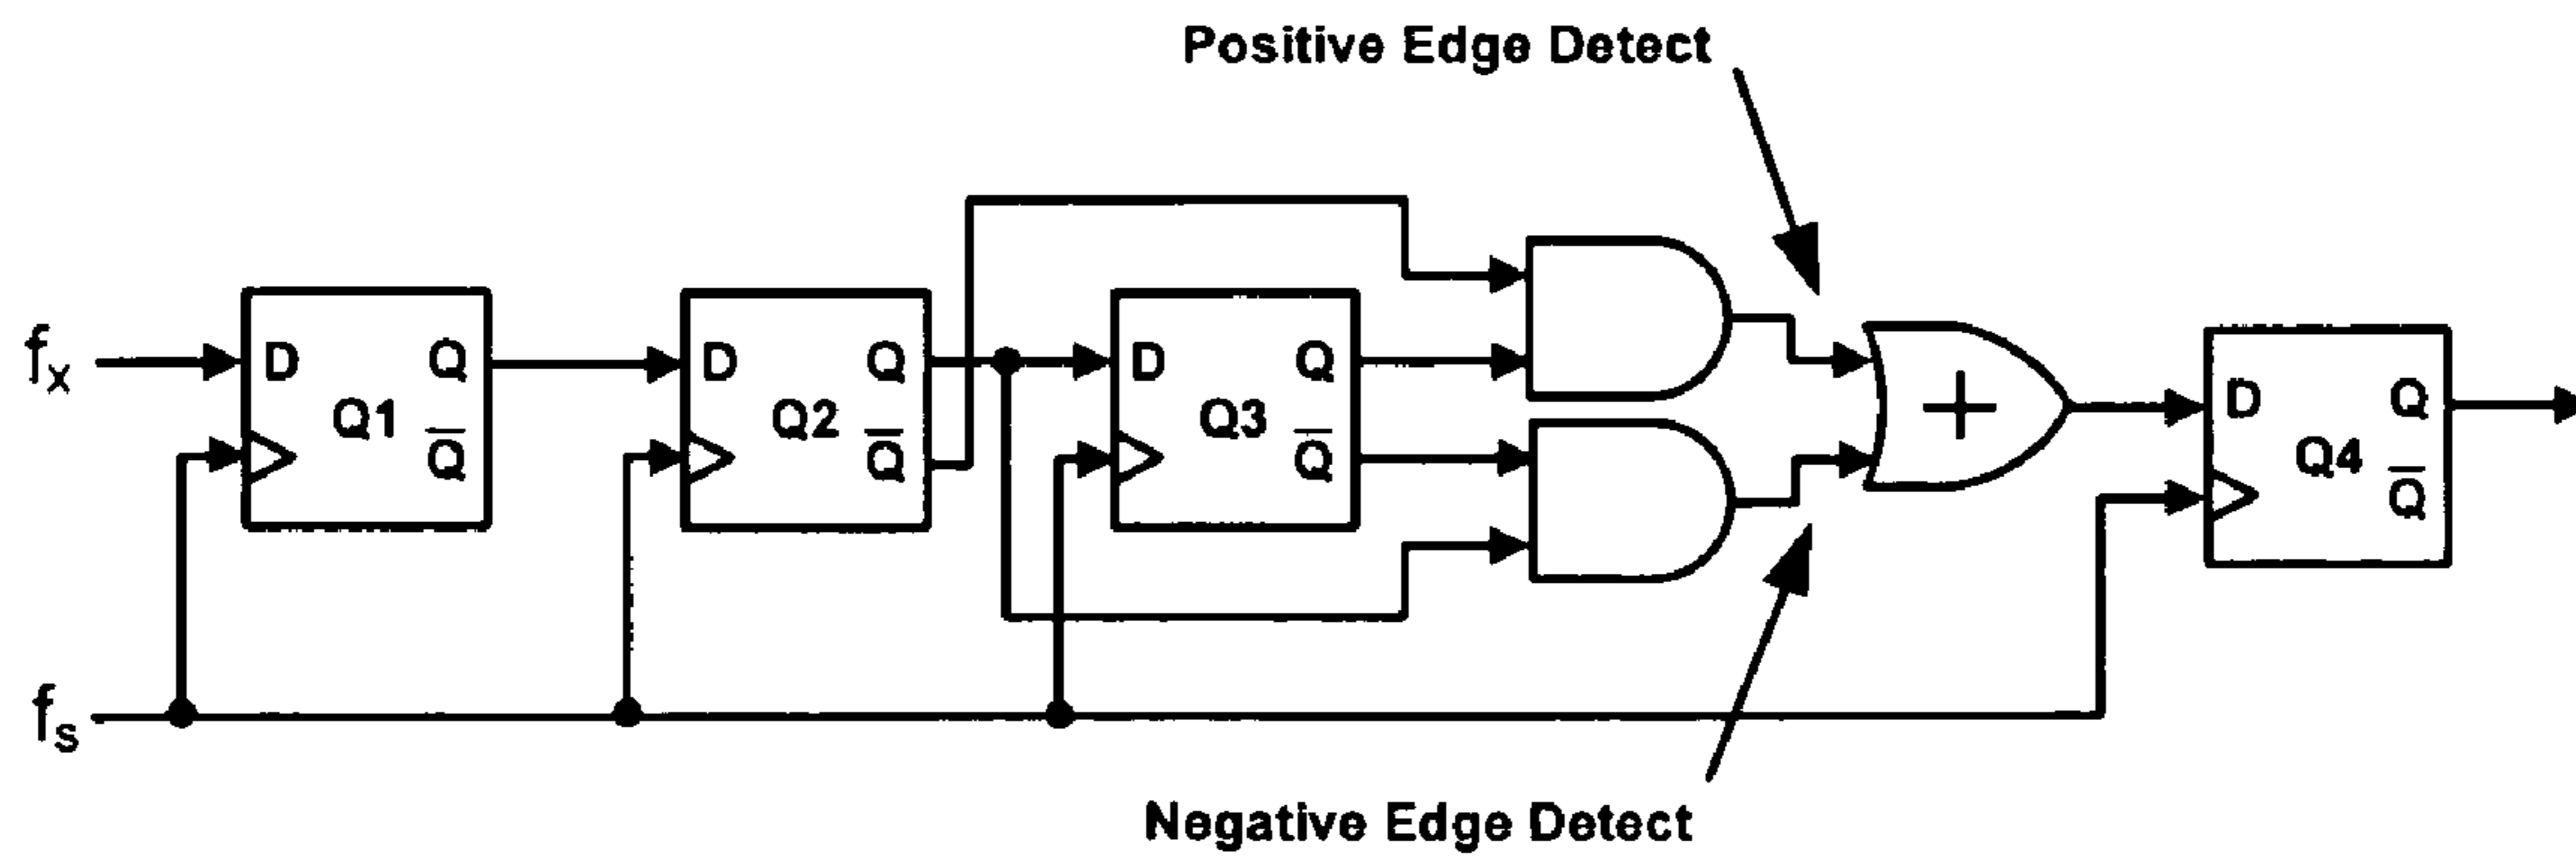 Positive Edge Detect
fx
D Q
Q1 Q̅
D Q
Q2 Q̅
D Q
Q3 Q̅
+
D Q
Q4 Q̅
fs
Negative Edge Detect